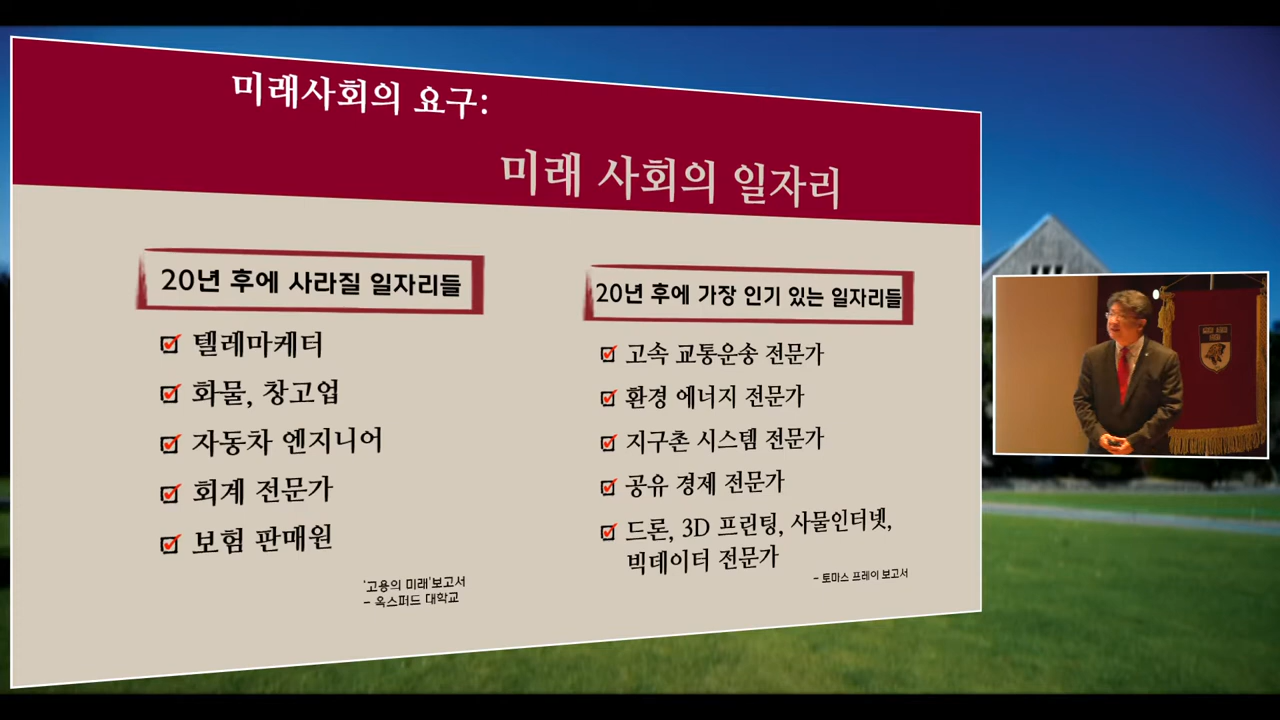 미래사회의 요구:
미래 사회의 일자리
20년 후에 사라질 일자리들
텔레마케터
화물, 창고업
자동차 엔지니어
회계 전문가
보험 판매원
'고용의 미래'보고서
- 옥스퍼드 대학교
20년 후에 가장 인기 있는 일자리들
고속 교통운송 전문가
환경 에너지 전문가
지구촌 시스템 전문가
공유 경제 전문가
드론, 3D 프린팅, 사물인터넷,
빅데이터 전문가
- 토마스 프레이 보고서